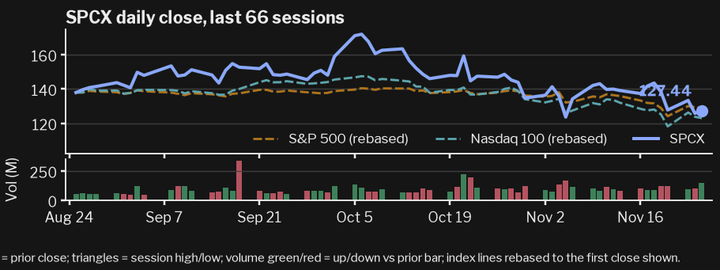 SPCX daily close, last 66 sessions
160
140
120
127.44
S&P 500 (rebased)
Nasdaq 100 (rebased)
SPCX
Vol (M)
250
0
Aug 24
Sep 7
Sep 21
Oct 5
Oct 19
Nov 2
Nov 16
= prior close; triangles = session high/low; volume green/red = up/down vs prior bar; index lines rebased to the first close shown.